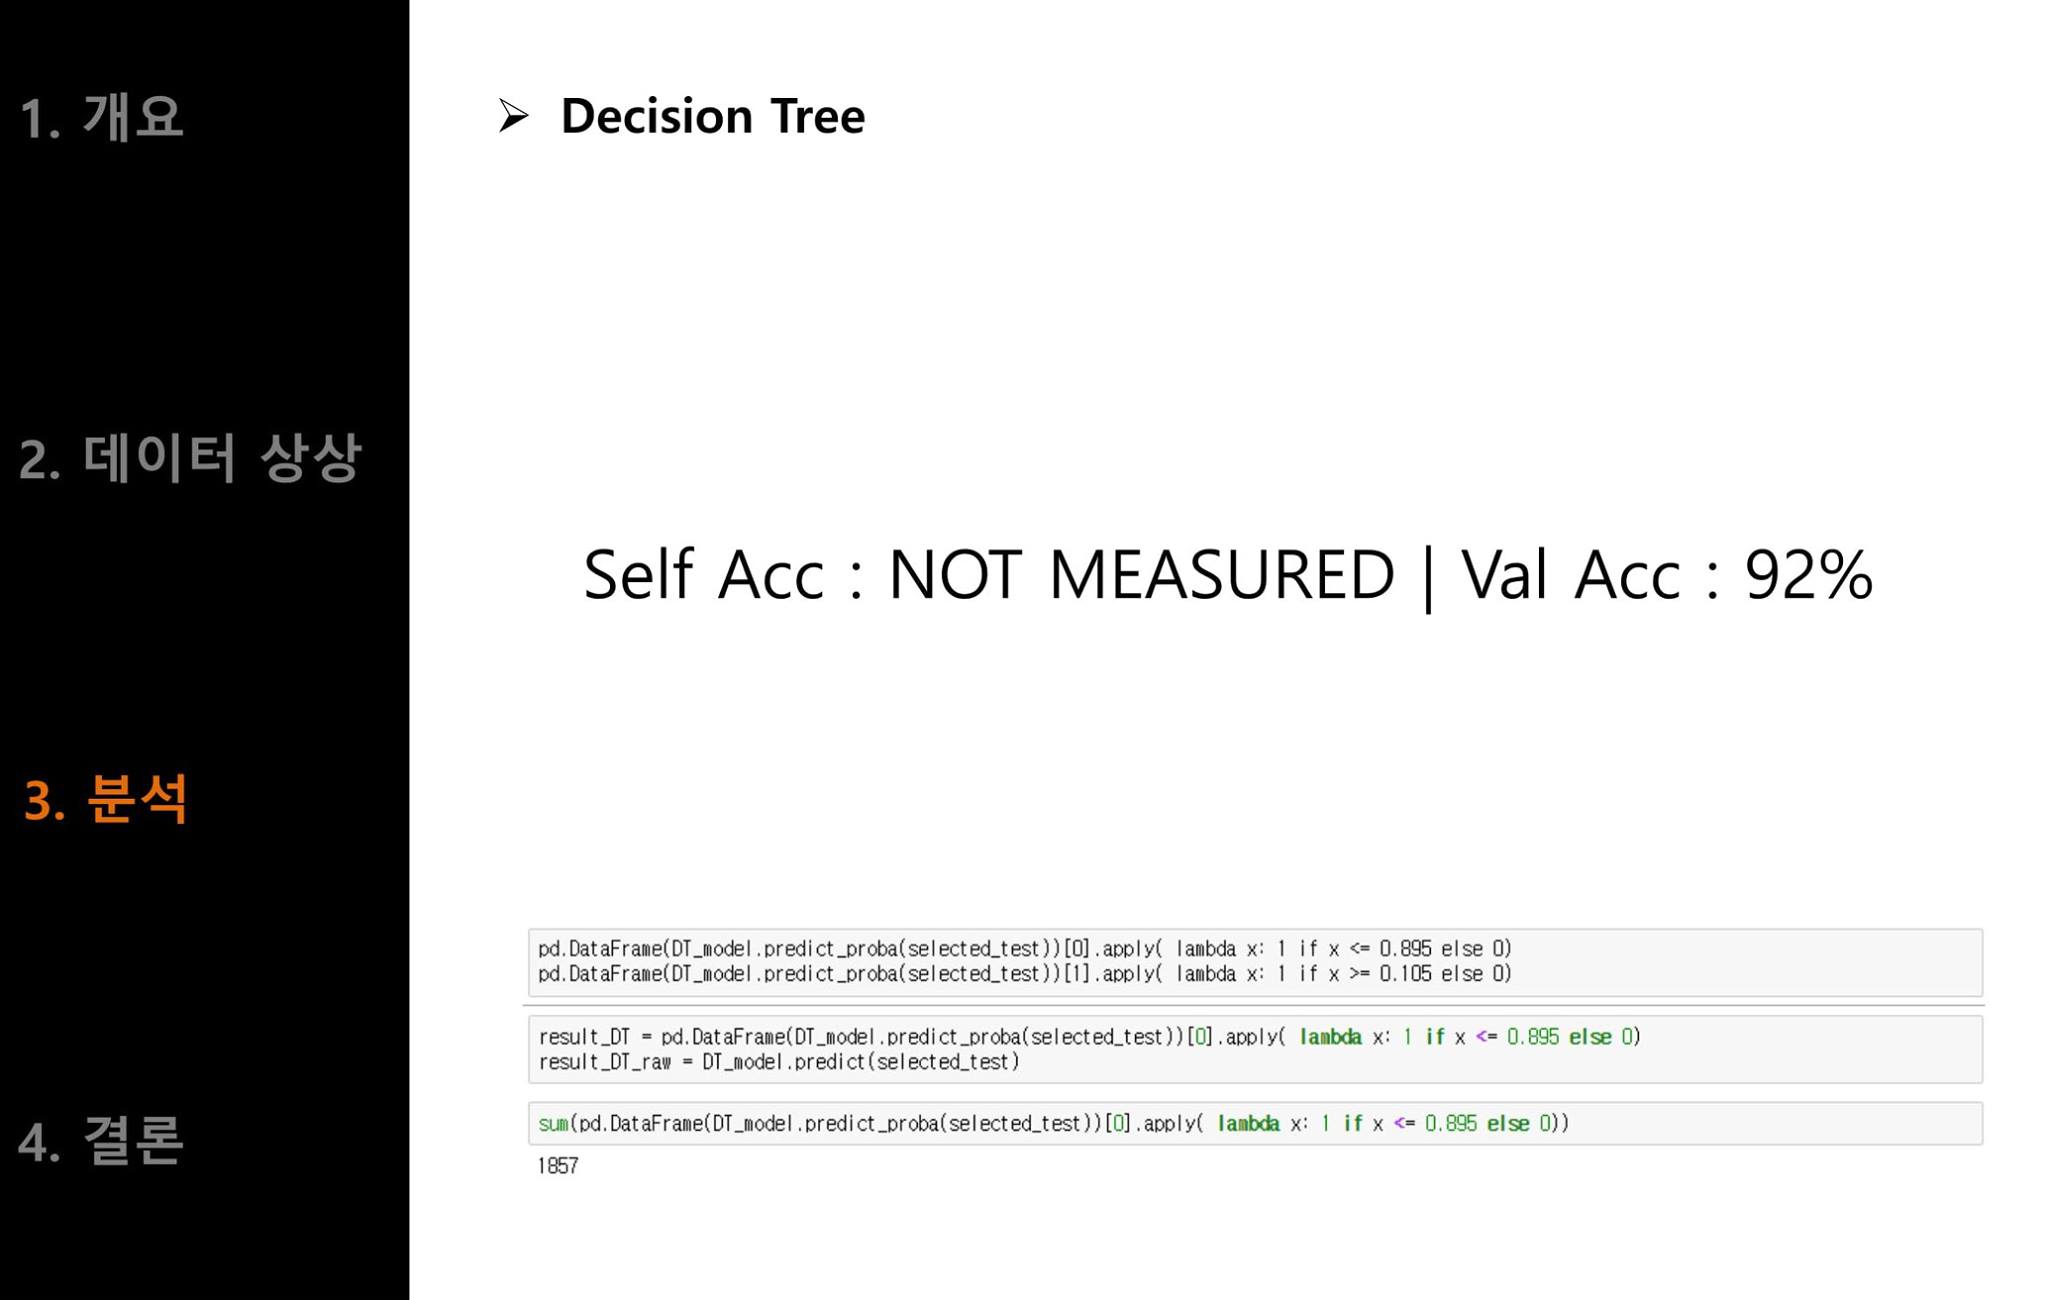 1. 개요
2. 데이터 상상
3. 분석
4. 결론
➢ Decision Tree
Self Acc : NOT MEASURED | Val Acc : 92%
pd.DataFrame(DT_model.predict_proba(selected_test))[0].apply( lambda x: 1 if x <= 0.895 else 0)
pd.DataFrame(DT_model.predict_proba(selected_test))[1].apply( lambda x: 1 if x >= 0.105 else 0)
result_DT = pd.DataFrame(DT_model.predict_proba(selected_test))[0].apply( lambda x: 1 if x <= 0.895 else 0)
result_DT_raw = DT_model.predict(selected_test)
sum(pd.DataFrame(DT_model.predict_proba(selected_test))[0].apply( lambda x: 1 if x <= 0.895 else 0))
1857